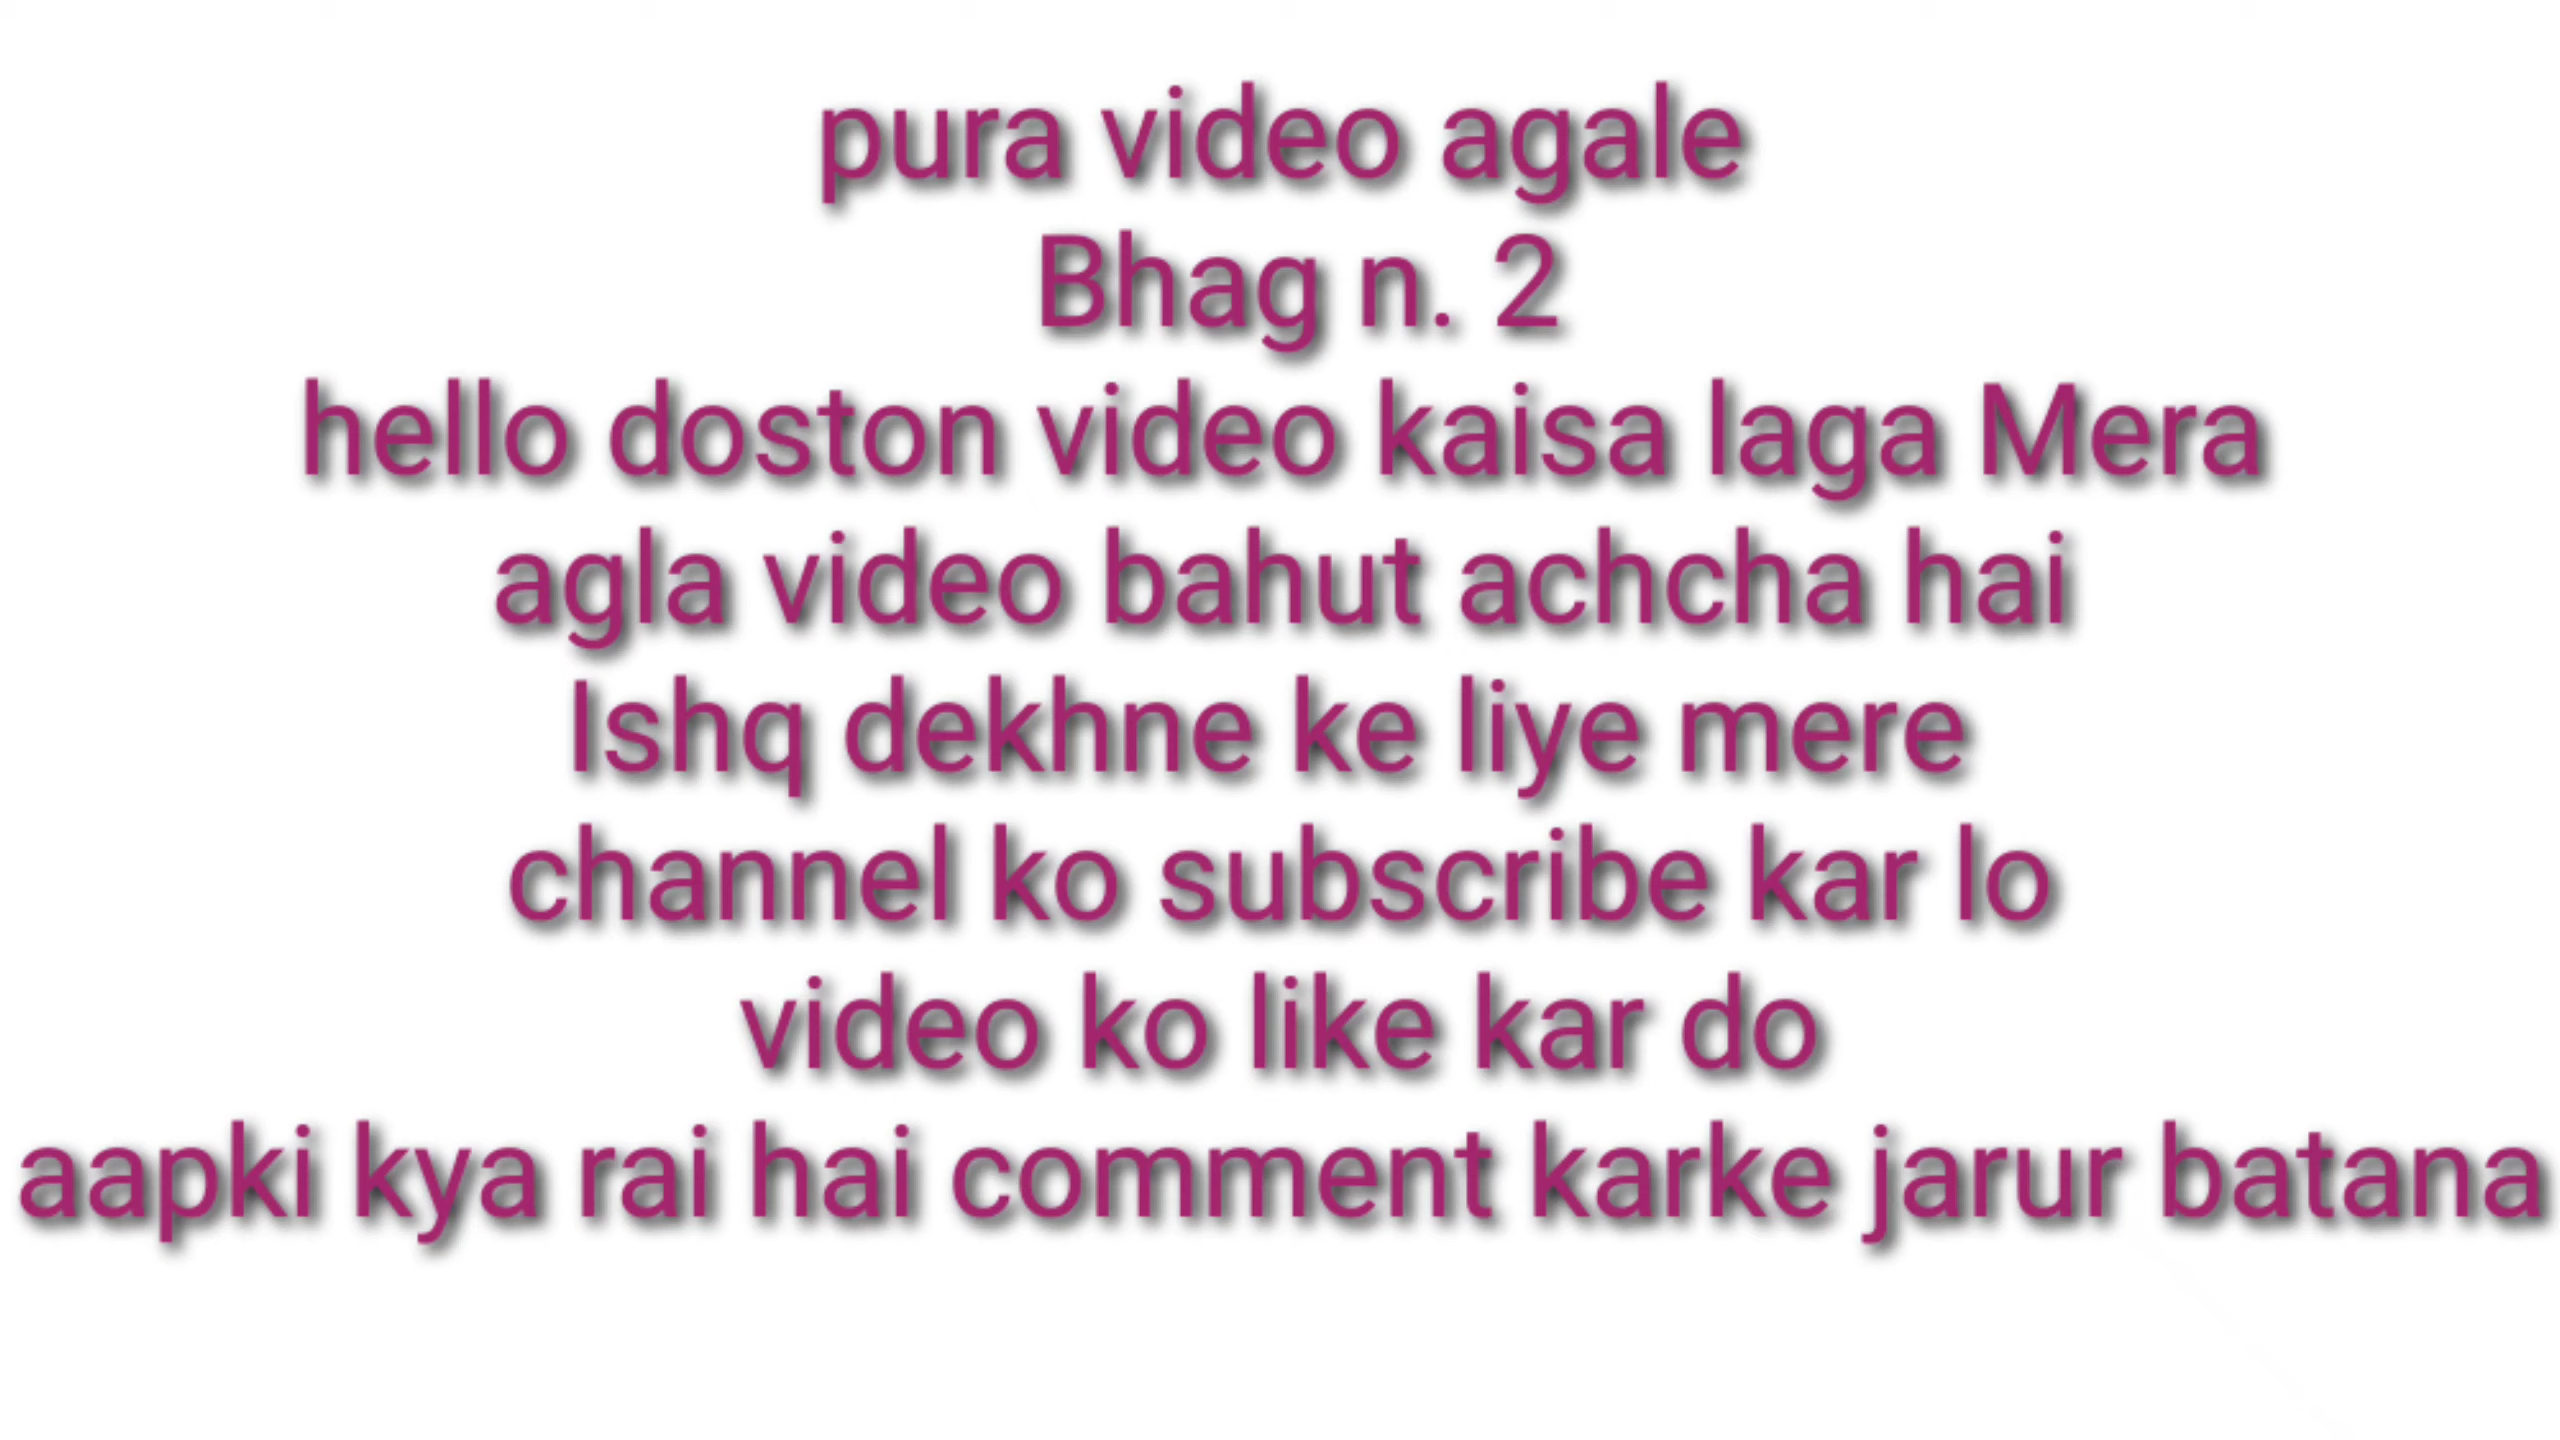 pura video agale
Bhag n. 2
hello doston video kaisa laga Mera
agla video bahut achcha hai
Ishq dekhne ke liye mere
channel ko subscribe kar lo
video ko like kar do
aapki kya rai hai comment karke jarur batana